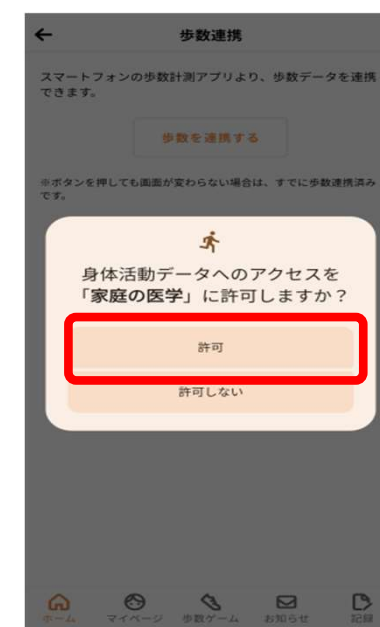 歩数連携
スマートフォンの歩数計測アプリより、歩数データを連携
できます。
歩数を連携する
※ボタンを押しても画面が変わらない場合は、すでに歩数連携済み
です。
身体活動データへのアクセスを
「家庭の医学」に許可しますか？
許可
許可しない
ホーム マイページ 歩数ゲーム お知らせ 記録